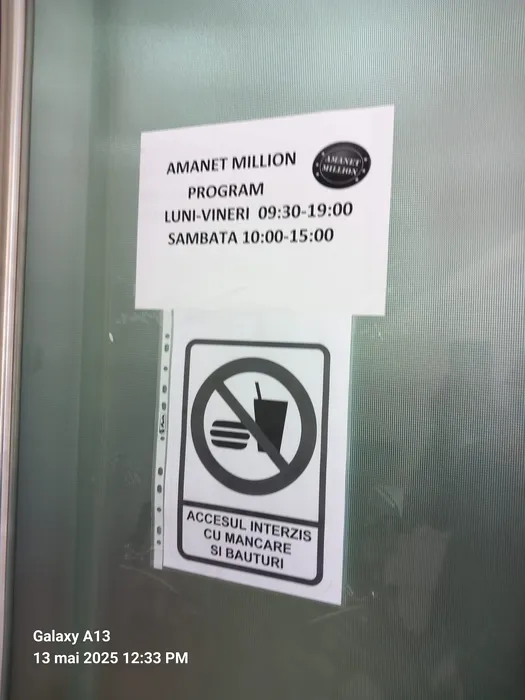 AMANET MILLION
AMANET
MILLION
PROGRAM
LUNI-VINERI 09:30-19:00
SAMBATA 10:00-15:00
ACCESUL INTERZIS
CU MANCARE
SI BAUTURI
Galaxy A13
13 mai 2025 12:33 PM